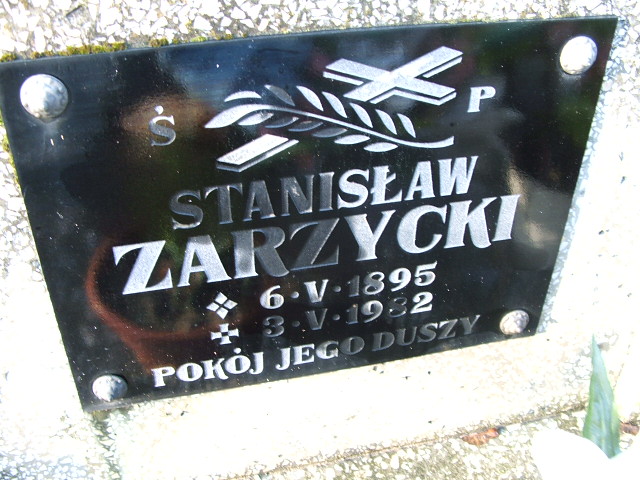 Ś P
STANISŁAW
ZARZYCKI
6·V·1895
3·V·1982
POKÓJ JEGO DUSZY